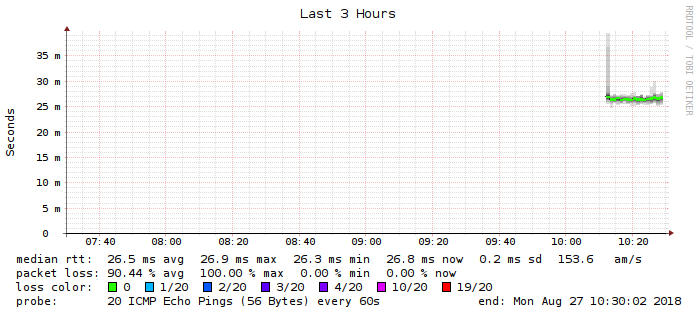 Last 3 Hours
RRDTOOL / TOBI OETIKER
Seconds
35 m
30 m
25 m
20 m
15 m
10 m
5 m
0
07:40 08:00 08:20 08:40 09:00 09:20 09:40 10:00 10:20
median rtt: 26.5 ms avg 26.9 ms max 26.3 ms min 26.8 ms now 0.2 ms sd 153.6 am/s
packet loss: 90.44 % avg 100.00 % max 0.00 % min 0.00 % now
loss color: 0 1/20 2/20 3/20 4/20 10/20 19/20
probe: 20 ICMP Echo Pings (56 Bytes) every 60s end: Mon Aug 27 10:30:02 2018